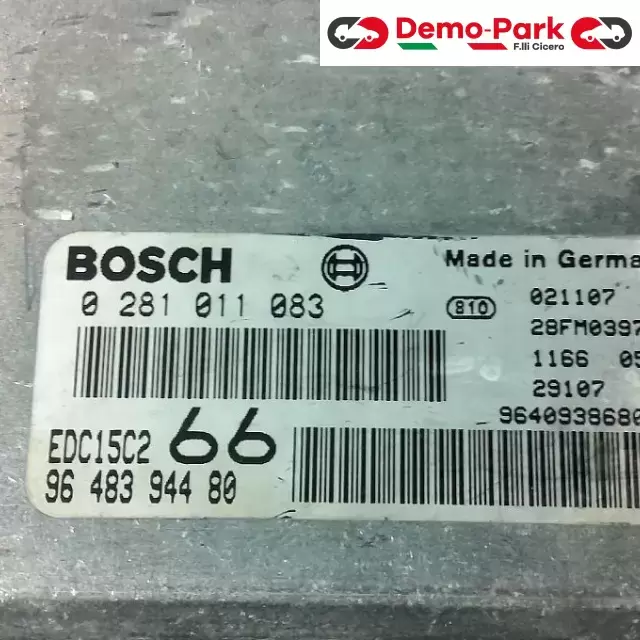 Demo-Park
F.lli Cicero
BOSCH
Made in Germa
0 281 011 083
810
021107
28FM0397
1166 05
29107
9640938680
EDC15C2 66
96 483 944 80